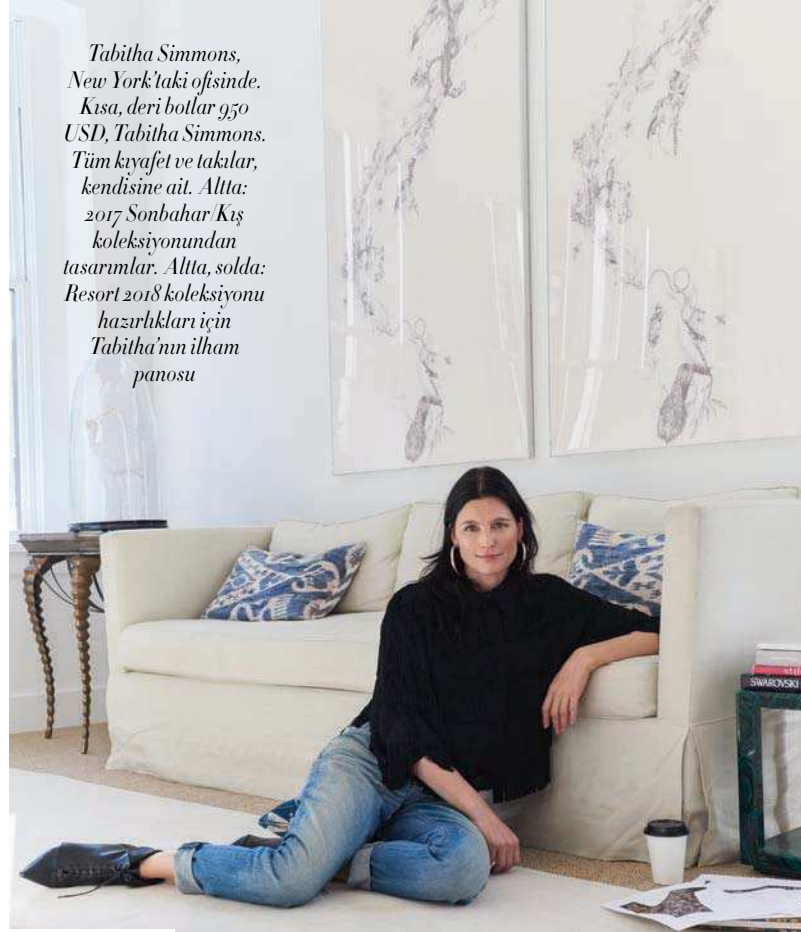 Tabitha Simmons,
New York'taki ofisinde.
Kısa, deri botlar 950
USD, Tabitha Simmons.
Tüm kıyafet ve takılar,
kendisine ait. Altta:
2017 Sonbahar/Kış
koleksiyonundan
tasarımlar. Altta, solda:
Resort 2018 koleksiyonu
hazırlıkları için
Tabitha'nın ilham
panosu
SWAROVSKI